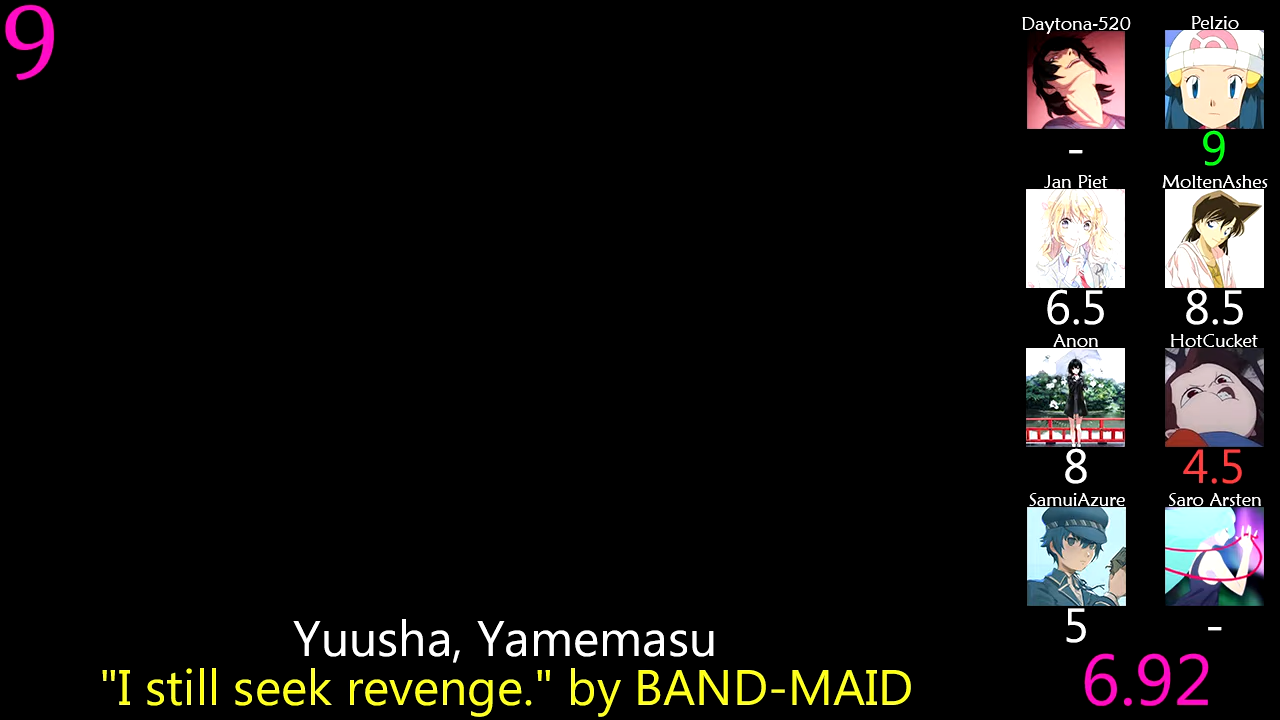 9
Daytona-520 Pelzio
- 9
Jan Piet MoltenAshes
6.5 8.5
Anon HotCucket
8 4.5
SamuiAzure Saro Arsten
5 -
Yuusha, Yamemasu
"I still seek revenge." by BAND-MAID
6.92